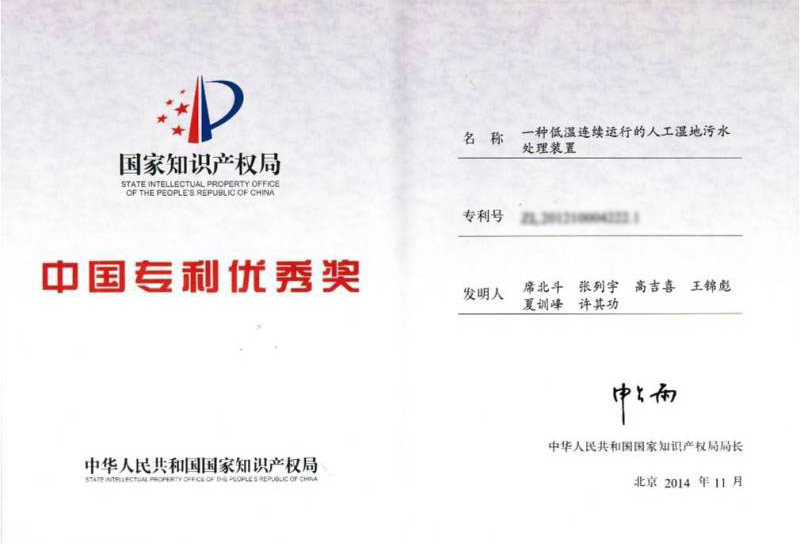 国家知识产权局
STATE INTELLECTUAL PROPERTY OFFICE
OF THE PEOPLE'S REPUBLIC OF CHINA
中国专利优秀奖
中华人民共和国国家知识产权局
STATE INTELLECTUAL PROPERTY OFFICE OF THE PEOPLE'S REPUBLIC OF CHINA
名 称 一种低温连续运行的人工湿地污水
处理装置
专利号
发明人 席北斗 张列宇 高吉喜 王锦彪
夏训峰 许其功
申长雨
中华人民共和国国家知识产权局局长
北京 2014 年 11 月